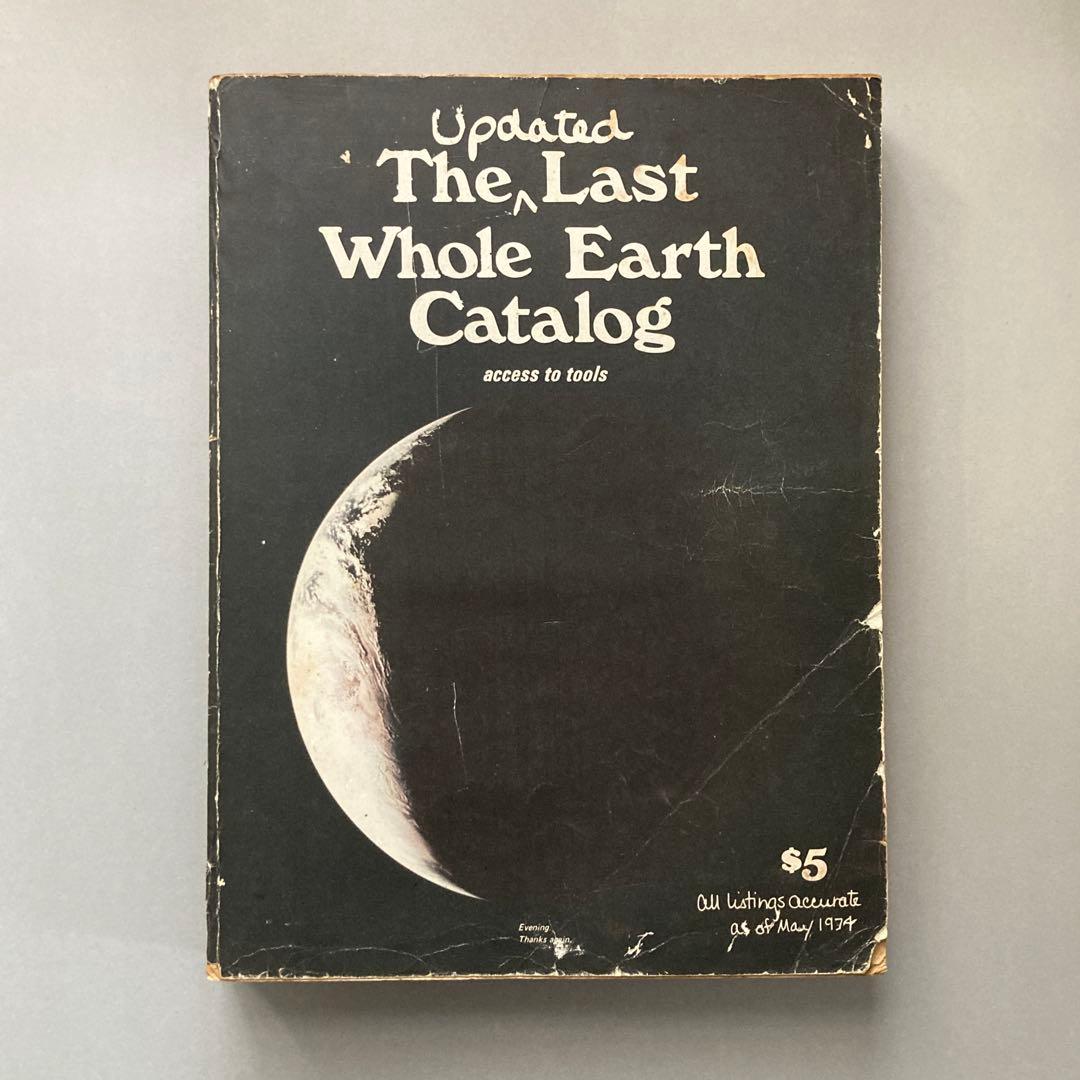 Updated
The ^ Last
Whole Earth
Catalog
access to tools
$5
all listings accurate
as of May 1974
Evening.
Thanks again.